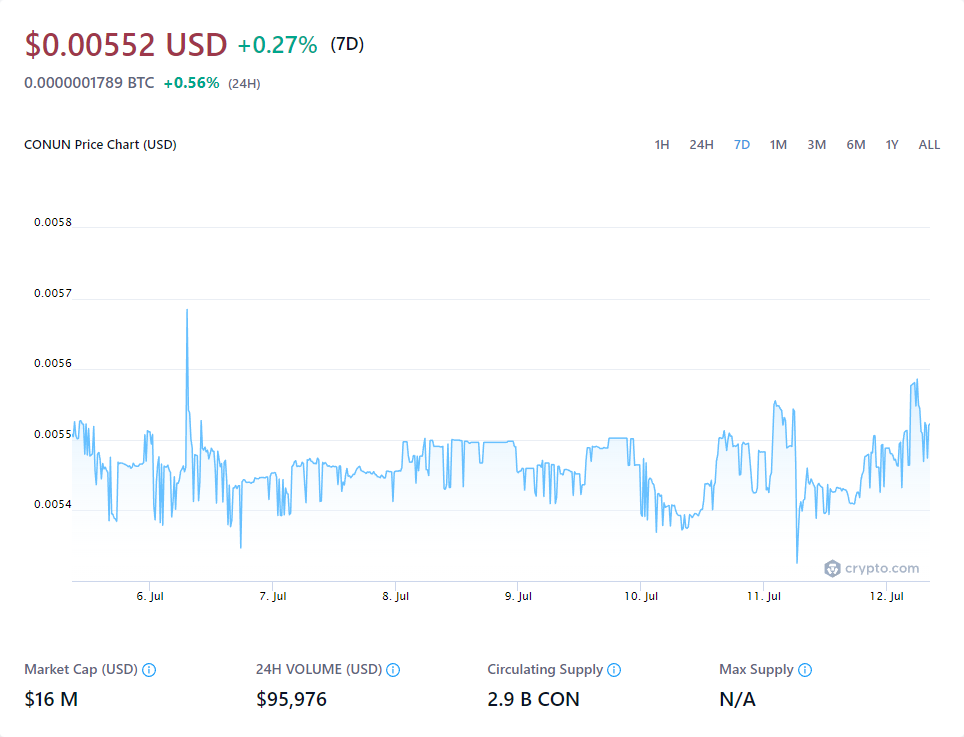 $0.00552 USD +0.27% (7D)
0.0000001789 BTC +0.56% (24H)
CONUN Price Chart (USD) 1H 24H 7D 1M 3M 6M 1Y ALL
0.0058
0.0057
0.0056
0.0055
0.0054
crypto.com
6. Jul 7. Jul 8. Jul 9. Jul 10. Jul 11. Jul 12. Jul
Market Cap (USD) 24H VOLUME (USD) Circulating Supply Max Supply
$16 M $95,976 2.9 B CON N/A